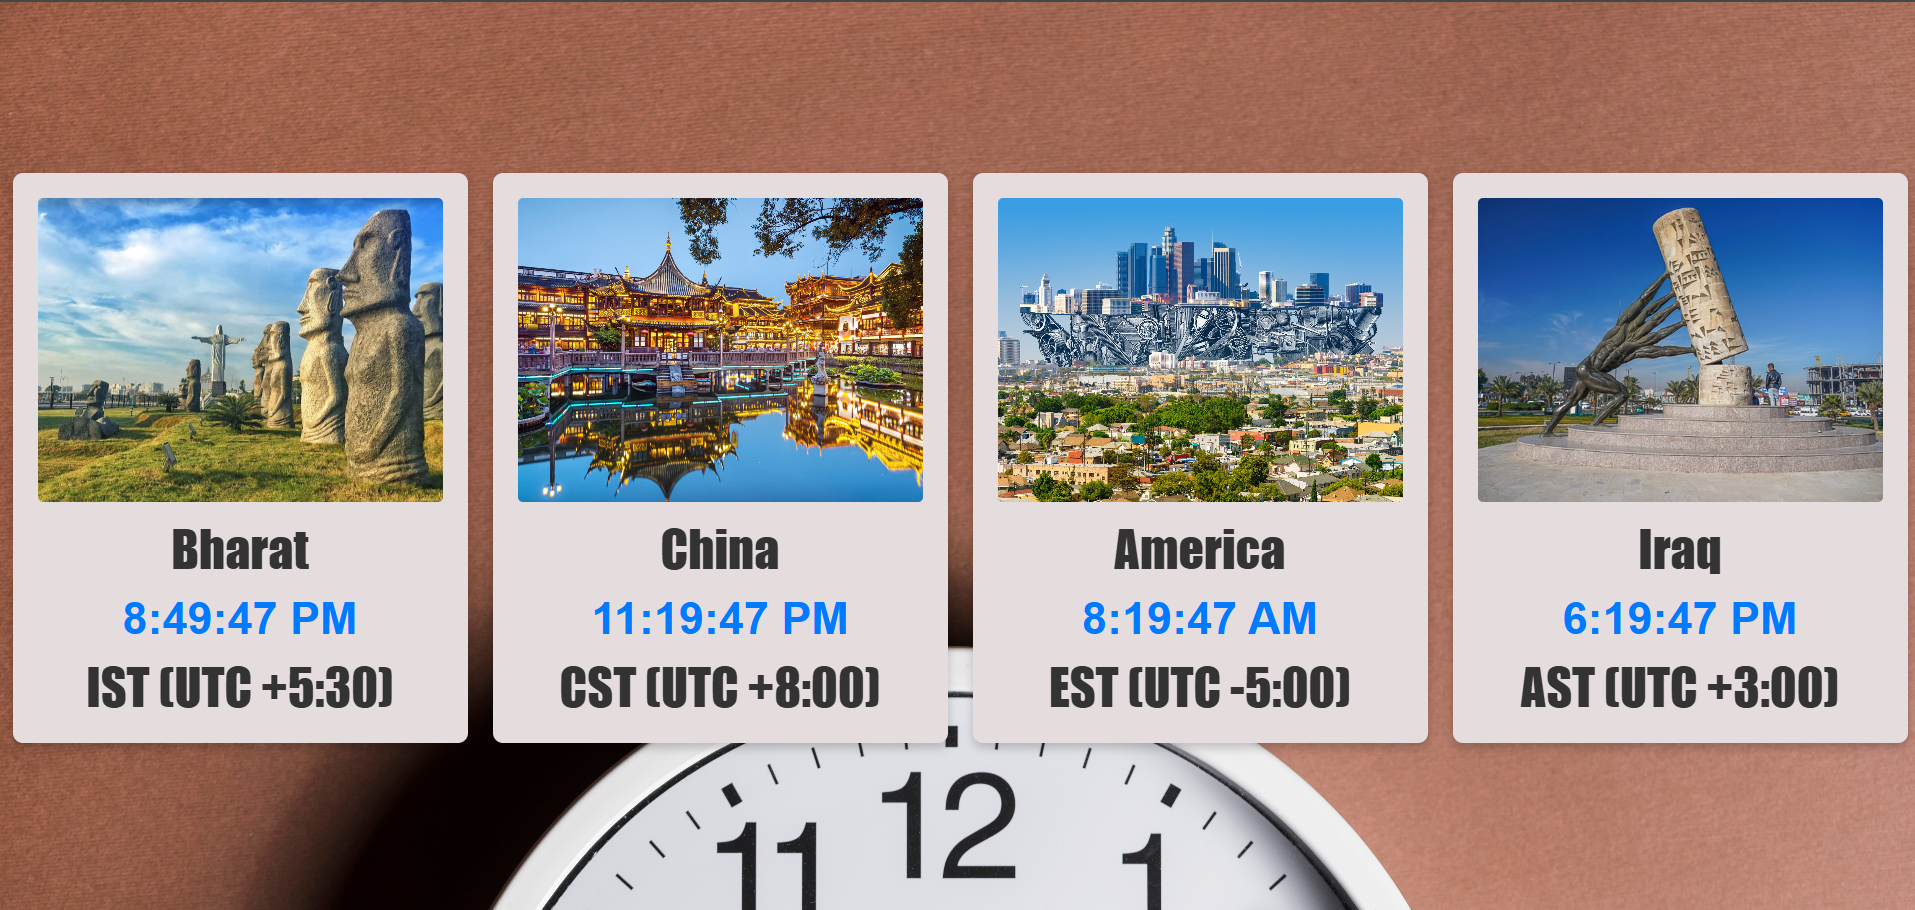 Bharat
8:49:47 PM
IST (UTC +5:30)
China
11:19:47 PM
CST (UTC +8:00)
America
8:19:47 AM
EST (UTC -5:00)
Iraq
6:19:47 PM
AST (UTC +3:00)
11
12
1